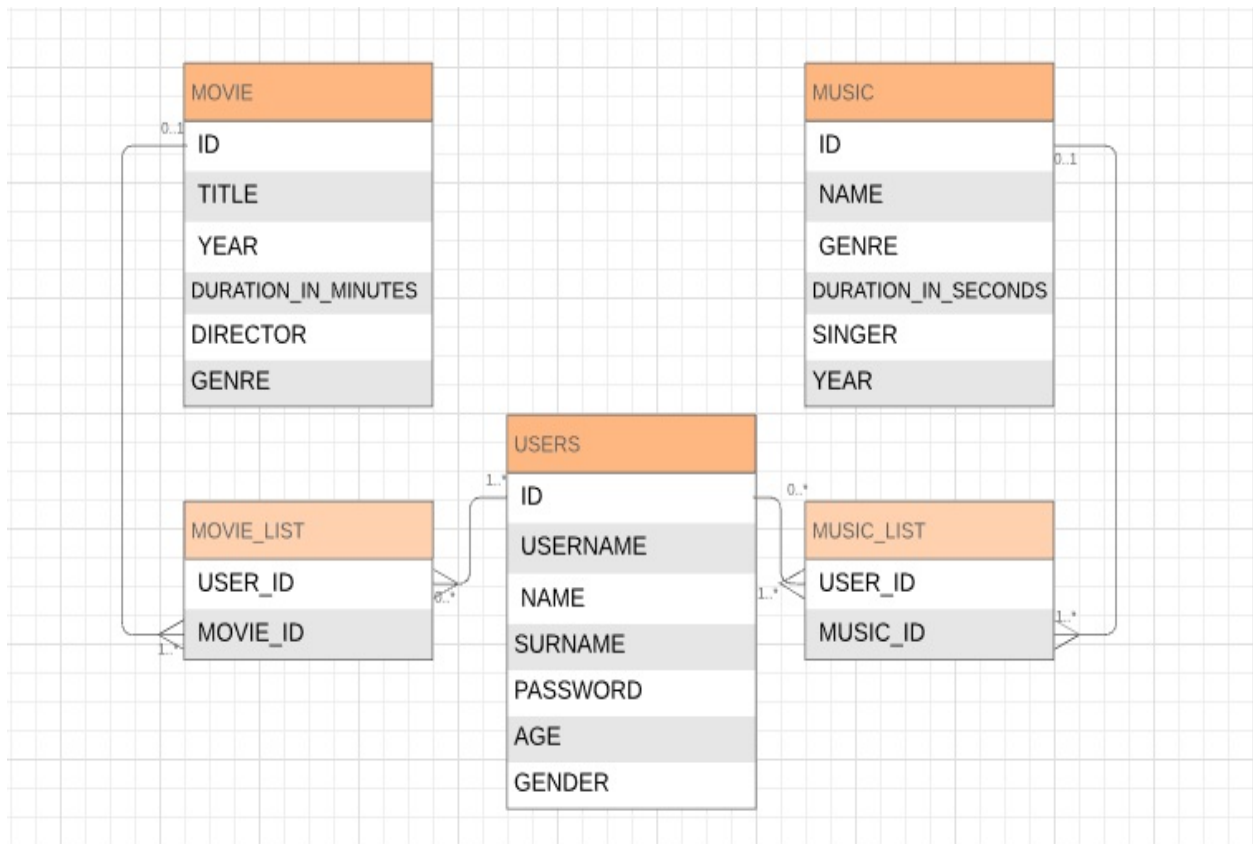 MOVIE
0..1
ID
TITLE
YEAR
DURATION_IN_MINUTES
DIRECTOR
GENRE
MUSIC
ID
0..1
NAME
GENRE
DURATION_IN_SECONDS
SINGER
YEAR
MOVIE_LIST
USER_ID
0..*
MOVIE_ID
1..*
USERS
1..*
ID
0..*
USERNAME
NAME
SURNAME
PASSWORD
AGE
GENDER
MUSIC_LIST
USER_ID
1..*
MUSIC_ID
1..*